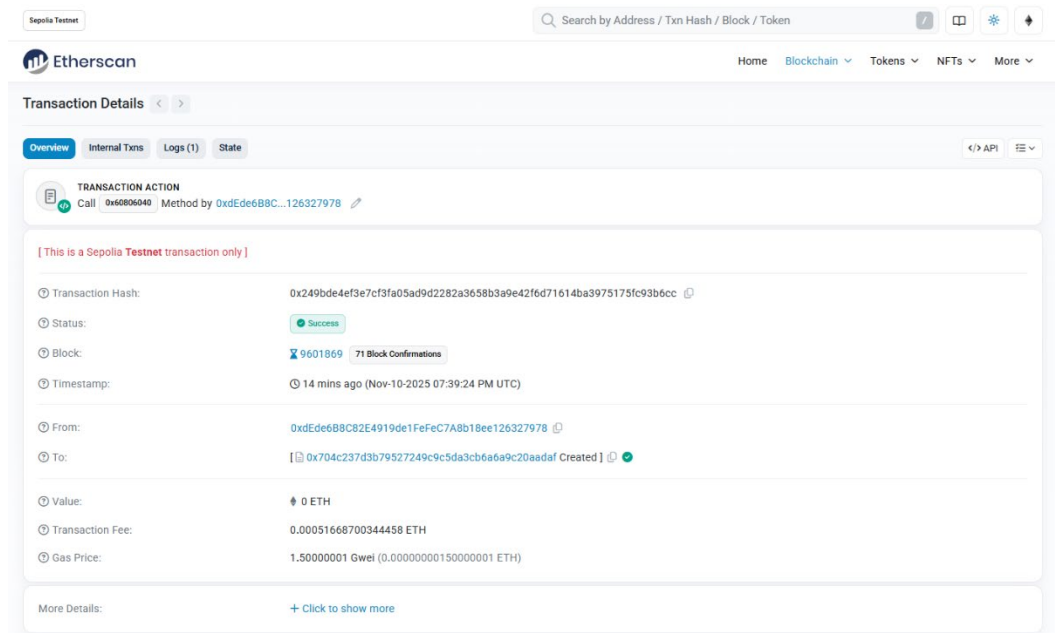 Sepolia Testnet
Search by Address / Txn Hash / Block / Token /
Etherscan
Home Blockchain Tokens NFTs More
Transaction Details < >
Overview Internal Txns Logs (1) State </> API
TRANSACTION ACTION
Call 0x60806040 Method by 0xdEde6B8C...126327978
[ This is a Sepolia Testnet transaction only ]
Transaction Hash: 0x249bde4ef3e7cf3fa05ad9d2282a3658b3a9e42f6d71614ba3975175fc93b6cc
Status: Success
Block: 9601869 71 Block Confirmations
Timestamp: 14 mins ago (Nov-10-2025 07:39:24 PM UTC)
From: 0xdEde6B8C82E4919de1FeFeC7A8b18ee126327978
To: [ 0x704c237d3b79527249c9c5da3cb6a6a9c20aadaf Created ]
Value: 0 ETH
Transaction Fee: 0.00051668700344458 ETH
Gas Price: 1.50000001 Gwei (0.00000000150000001 ETH)
More Details: + Click to show more